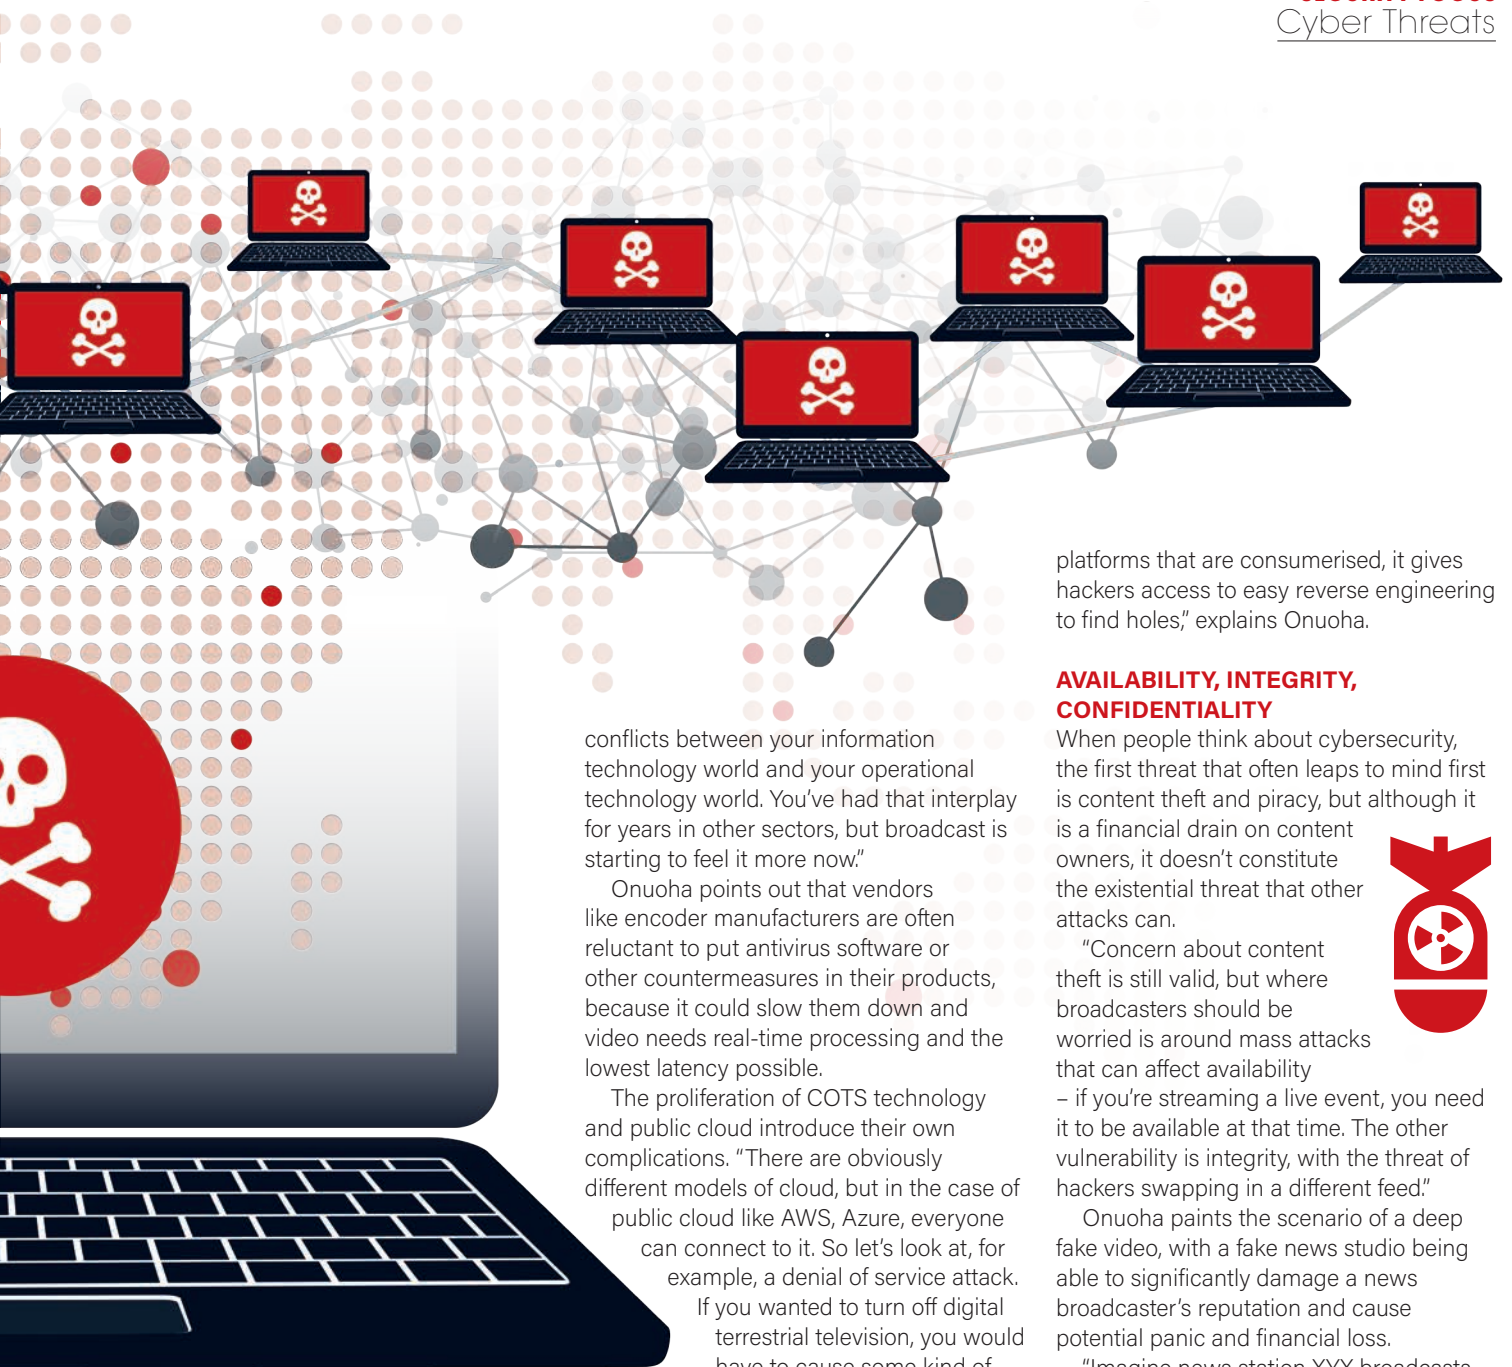 Cyber Threats
conflicts between your information
technology world and your operational
technology world. You've had that interplay
for years in other sectors, but broadcast is
starting to feel it more now."
Onuoha points out that vendors
like encoder manufacturers are often
reluctant to put antivirus software or
other countermeasures in their products,
because it could slow them down and
video needs real-time processing and the
lowest latency possible.
The proliferation of COTS technology
and public cloud introduce their own
complications. "There are obviously
different models of cloud, but in the case of
public cloud like AWS, Azure, everyone
can connect to it. So let's look at, for
example, a denial of service attack.
If you wanted to turn off digital
terrestrial television, you would
have to cause some kind of
platforms that are consumerised, it gives
hackers access to easy reverse engineering
to find holes," explains Onuoha.
AVAILABILITY, INTEGRITY,
CONFIDENTIALITY
When people think about cybersecurity,
the first threat that often leaps to mind first
is content theft and piracy, but although it
is a financial drain on content
owners, it doesn't constitute
the existential threat that other
attacks can.
"Concern about content
theft is still valid, but where
broadcasters should be
worried is around mass attacks
that can affect availability
– if you're streaming a live event, you need
it to be available at that time. The other
vulnerability is integrity, with the threat of
hackers swapping in a different feed."
Onuoha paints the scenario of a deep
fake video, with a fake news studio being
able to significantly damage a news
broadcaster's reputation and cause
potential panic and financial loss.
"Imagine news station XYX broadcasts